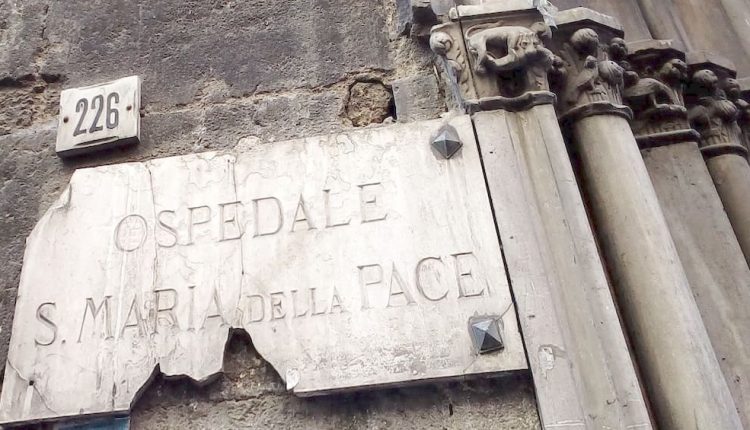 226
OSPEDALE
S. MARIA DELLA PACE